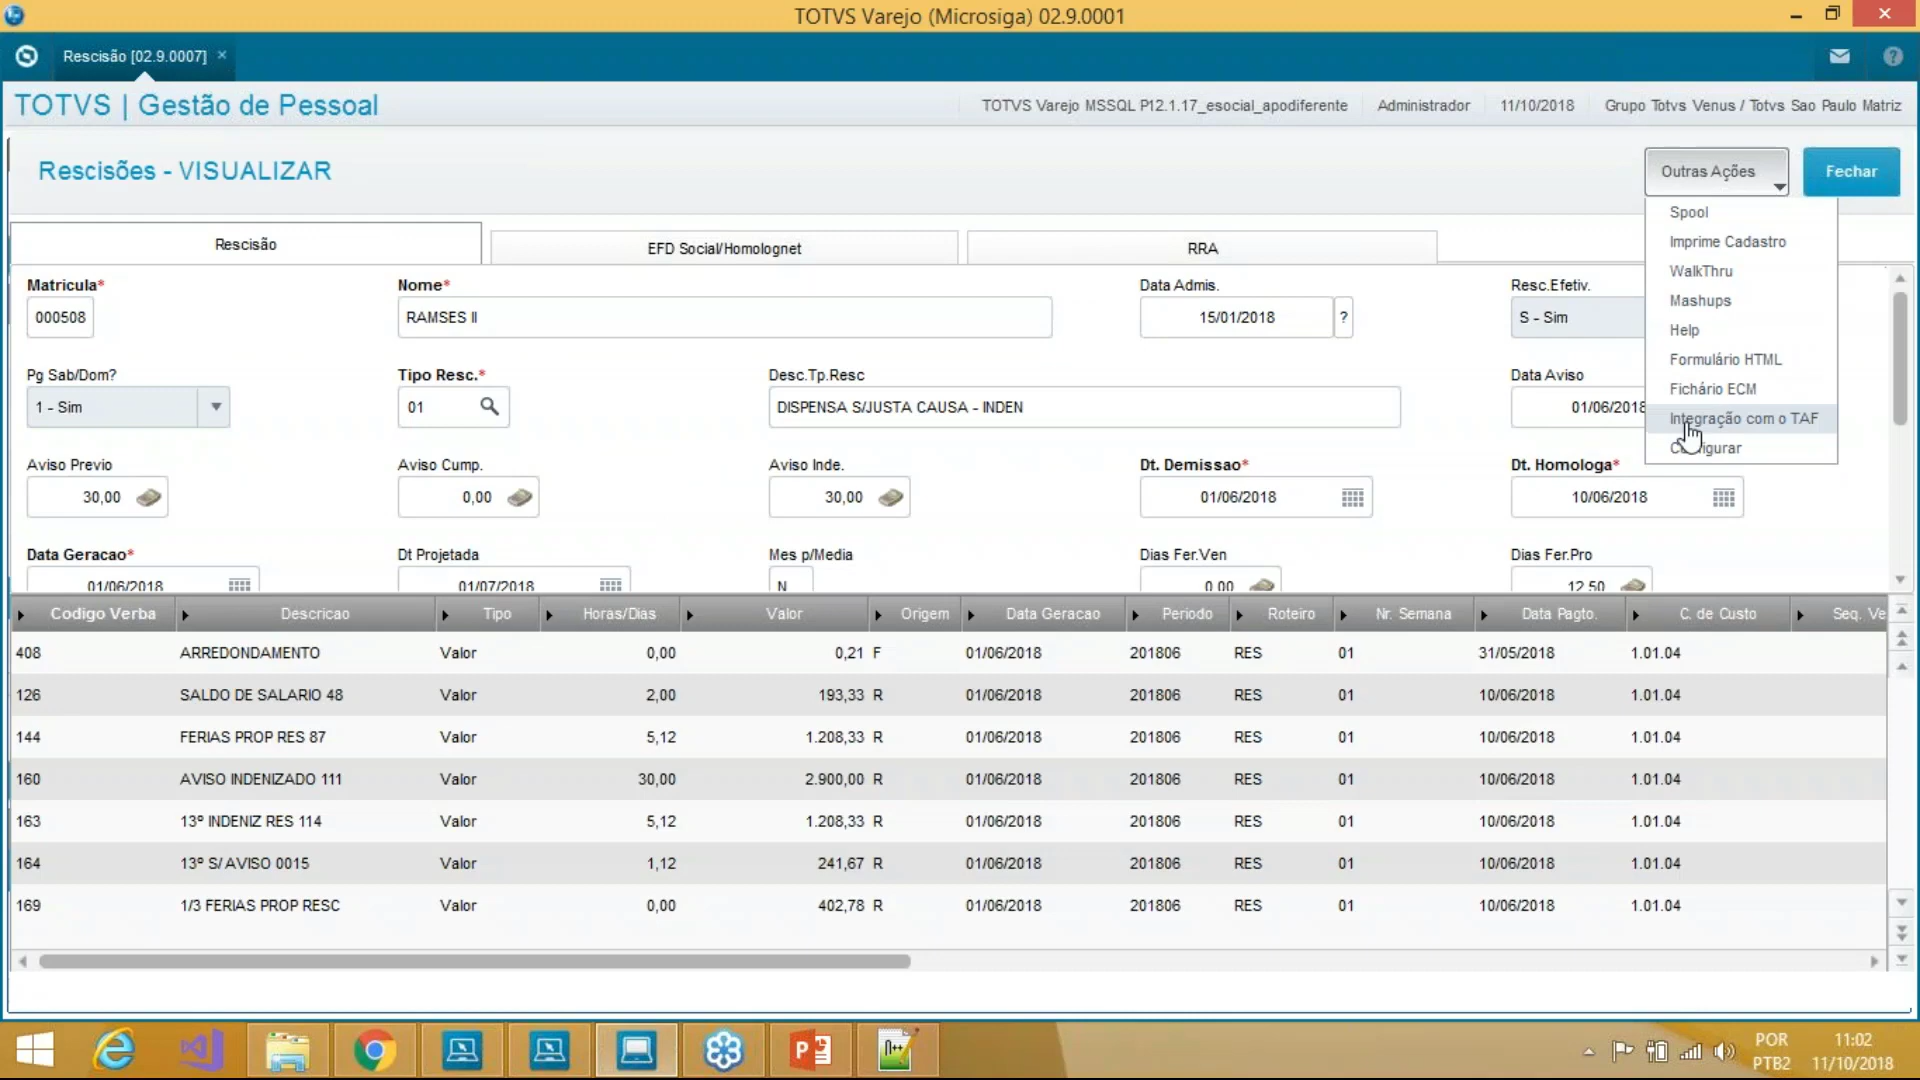 TOTVS Varejo (Microsiga) 02.9.0001
Rescisão [02.9.0007]
TOTVS | Gestão de Pessoal
TOTVS Varejo MSSQL P12.1.17_esocial_apodiferente Administrador 11/10/2018 Grupo Totvs Venus / Totvs Sao Paulo Matriz
Rescisões - VISUALIZAR
Outras Ações
Fechar
Spool
Imprime Cadastro
WalkThru
Mashups
Help
Formulário HTML
Fichário ECM
Integração com o TAF
Rescisão EFD Social/Homolognet RRA
Matricula* Nome* Data Admis. Resc.Efetiv.
000508 RAMSES II 15/01/2018 ? S - Sim
Pg Sab/Dom? Tipo Resc.* Desc.Tp.Resc Data Aviso
1 - Sim 01 DISPENSA S/JUSTA CAUSA - INDEN 01/06/2018
Aviso Previo Aviso Cump. Aviso Inde. Dt. Demissao* Dt. Homologa*
30,00 0,00 30,00 01/06/2018 10/06/2018
Data Geracao* Dt Projetada Mes p/Media Dias Fer.Ven Dias Fer.Pro
01/06/2018 01/07/2018 N 0,00 12,50
Codigo Verba Descricao Tipo Horas/Dias Valor Origem Data Geracao Periodo Roteiro Nr. Semana Data Pagto. C. de Custo Seq. Ve
408 ARREDONDAMENTO Valor 0,00 0,21 F 01/06/2018 201806 RES 01 31/05/2018 1.01.04
126 SALDO DE SALARIO 48 Valor 2,00 193,33 R 01/06/2018 201806 RES 01 10/06/2018 1.01.04
144 FERIAS PROP RES 87 Valor 5,12 1.208,33 R 01/06/2018 201806 RES 01 10/06/2018 1.01.04
160 AVISO INDENIZADO 111 Valor 30,00 2.900,00 R 01/06/2018 201806 RES 01 10/06/2018 1.01.04
163 13º INDENIZ RES 114 Valor 5,12 1.208,33 R 01/06/2018 201806 RES 01 10/06/2018 1.01.04
164 13º S/ AVISO 0015 Valor 1,12 241,67 R 01/06/2018 201806 RES 01 10/06/2018 1.01.04
169 1/3 FERIAS PROP RESC Valor 0,00 402,78 R 01/06/2018 201806 RES 01 10/06/2018 1.01.04
POR 11:02
PTB2 11/10/2018